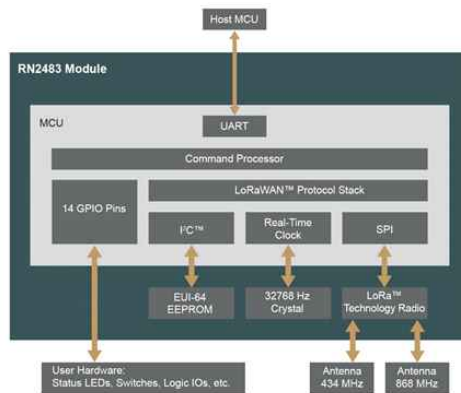 Host MCU
RN2483 Module
MCU
UART
Command Processor
14 GPIO Pins
LoRaWAN™ Protocol Stack
I²C™
Real-Time
Clock
SPI
EUI-64
EEPROM
32768 Hz
Crystal
LoRa™
Technology Radio
User Hardware:
Status LEDs, Switches, Logic IOs, etc.
Antenna
434 MHz
Antenna
868 MHz